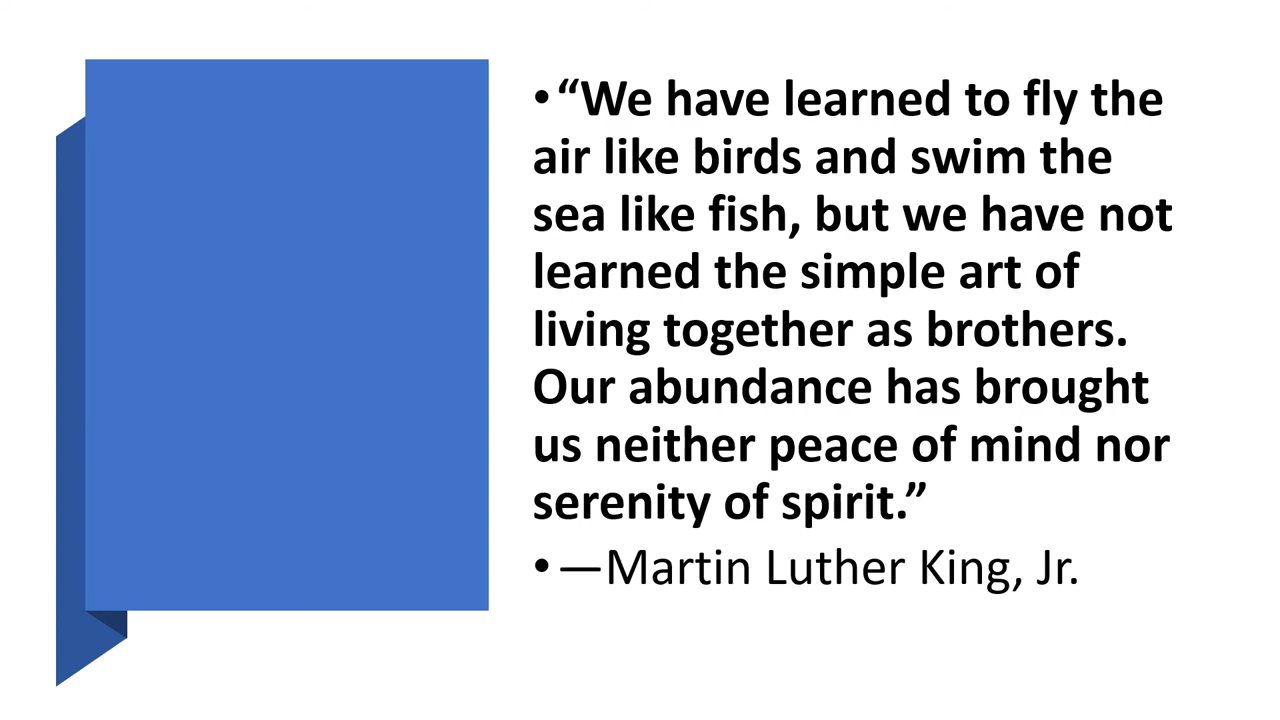 •“We have learned to fly the
air like birds and swim the
sea like fish, but we have not
learned the simple art of
living together as brothers.
Our abundance has brought
us neither peace of mind nor
serenity of spirit.”
•—Martin Luther King, Jr.